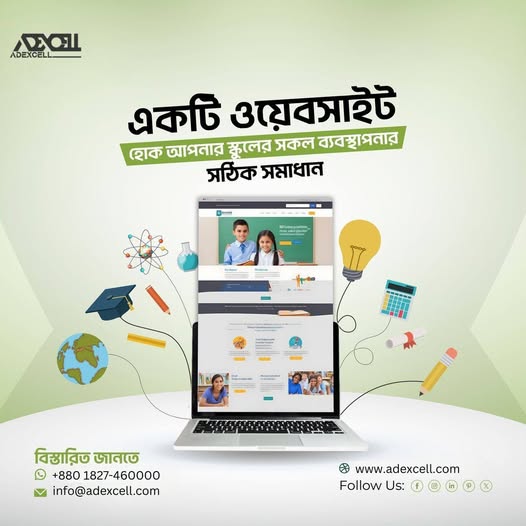 ADEXCELL
ADEXCELL
একটি ওয়েবসাইট
হোক আপনার স্কুলের সকল ব্যবস্থাপনার
সঠিক সমাধান
বিস্তারিত জানতে
+880 1827-460000
info@adexcell.com
www.adexcell.com
Follow Us: